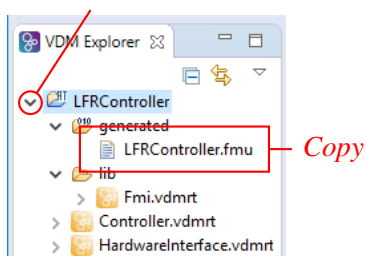 VDM Explorer
LFRController
generated
LFRController.fmu
Copy
lib
Fmi.vdmrt
Controller.vdmrt
HardwareInterface.vdmrt